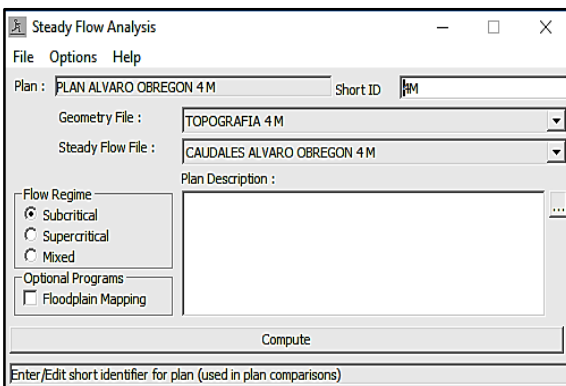 Steady Flow Analysis
File Options Help
Plan : PLAN ALVARO OBREGON 4 M Short ID 4M
Geometry File : TOPOGRAFIA 4 M
Steady Flow File : CAUDALES ALVARO OBREGON 4 M
Plan Description :
Flow Regime
Subcritical
Supercritical
Mixed
...
Optional Programs
Floodplain Mapping
Compute
Enter/Edit short identifier for plan (used in plan comparisons)